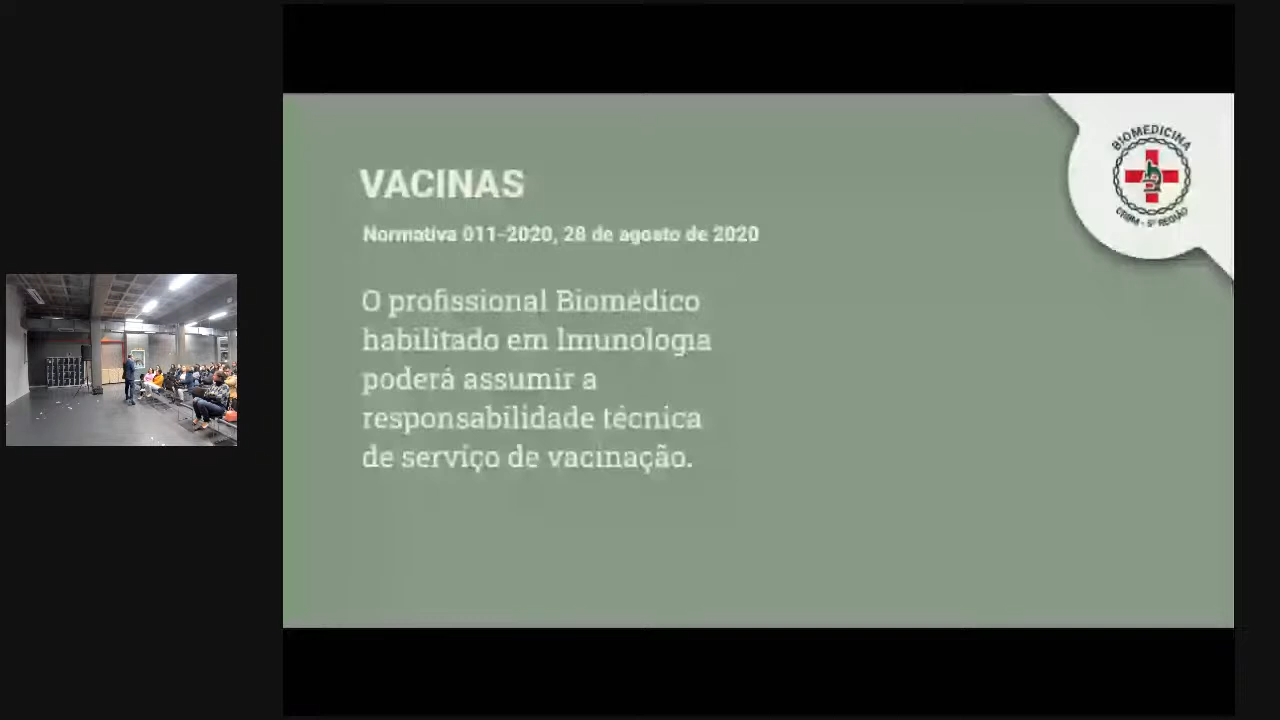 VACINAS
Normativa 011-2020, 28 de agosto de 2020
O profissional Biomédico
habilitado em Imunologia
poderá assumir a
responsabilidade técnica
de serviço de vacinação.
BIOMEDICINA
CRBM - 5ª REGIÃO